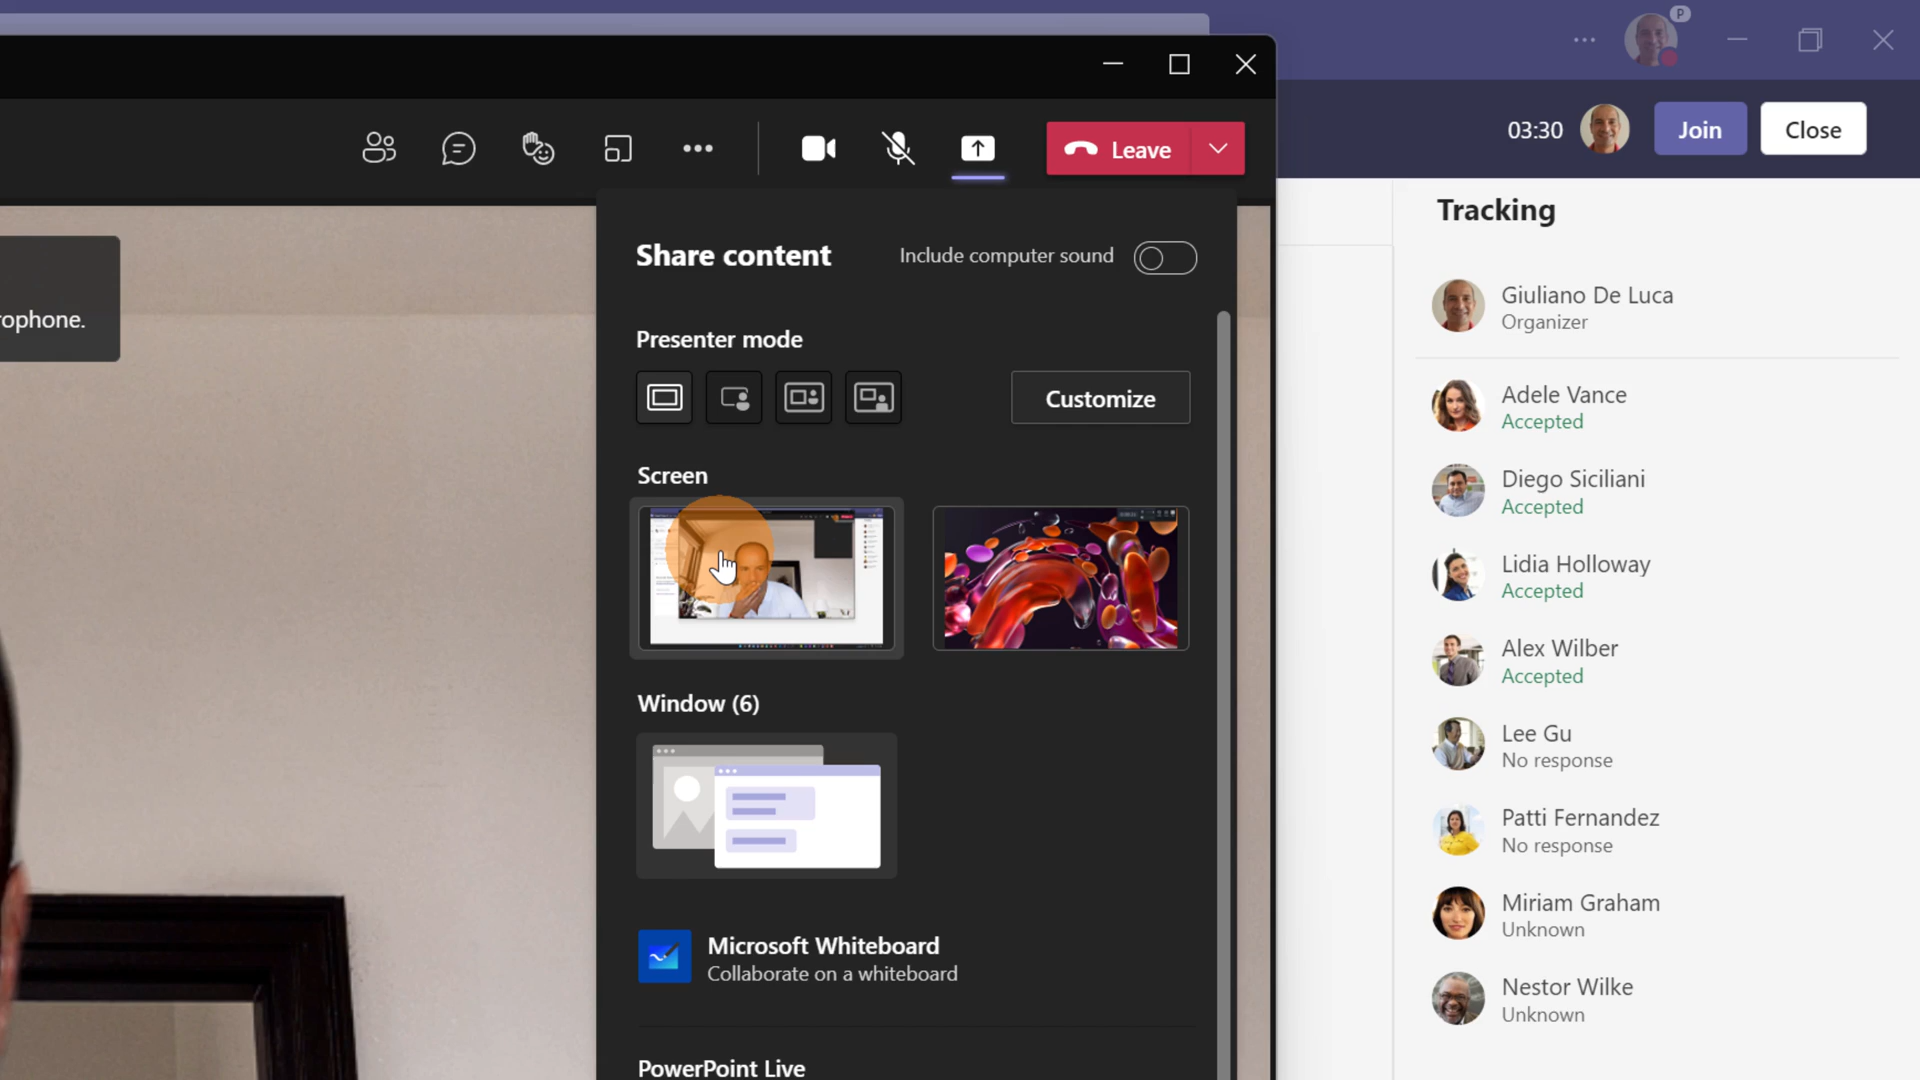 P
03:30
Join
Close
Leave
Tracking
Share content
Include computer sound
rophone.
Presenter mode
Customize
Screen
Window (6)
Microsoft Whiteboard
Collaborate on a whiteboard
PowerPoint Live
Giuliano De Luca
Organizer
Adele Vance
Accepted
Diego Siciliani
Accepted
Lidia Holloway
Accepted
Alex Wilber
Accepted
Lee Gu
No response
Patti Fernandez
No response
Miriam Graham
Unknown
Nestor Wilke
Unknown